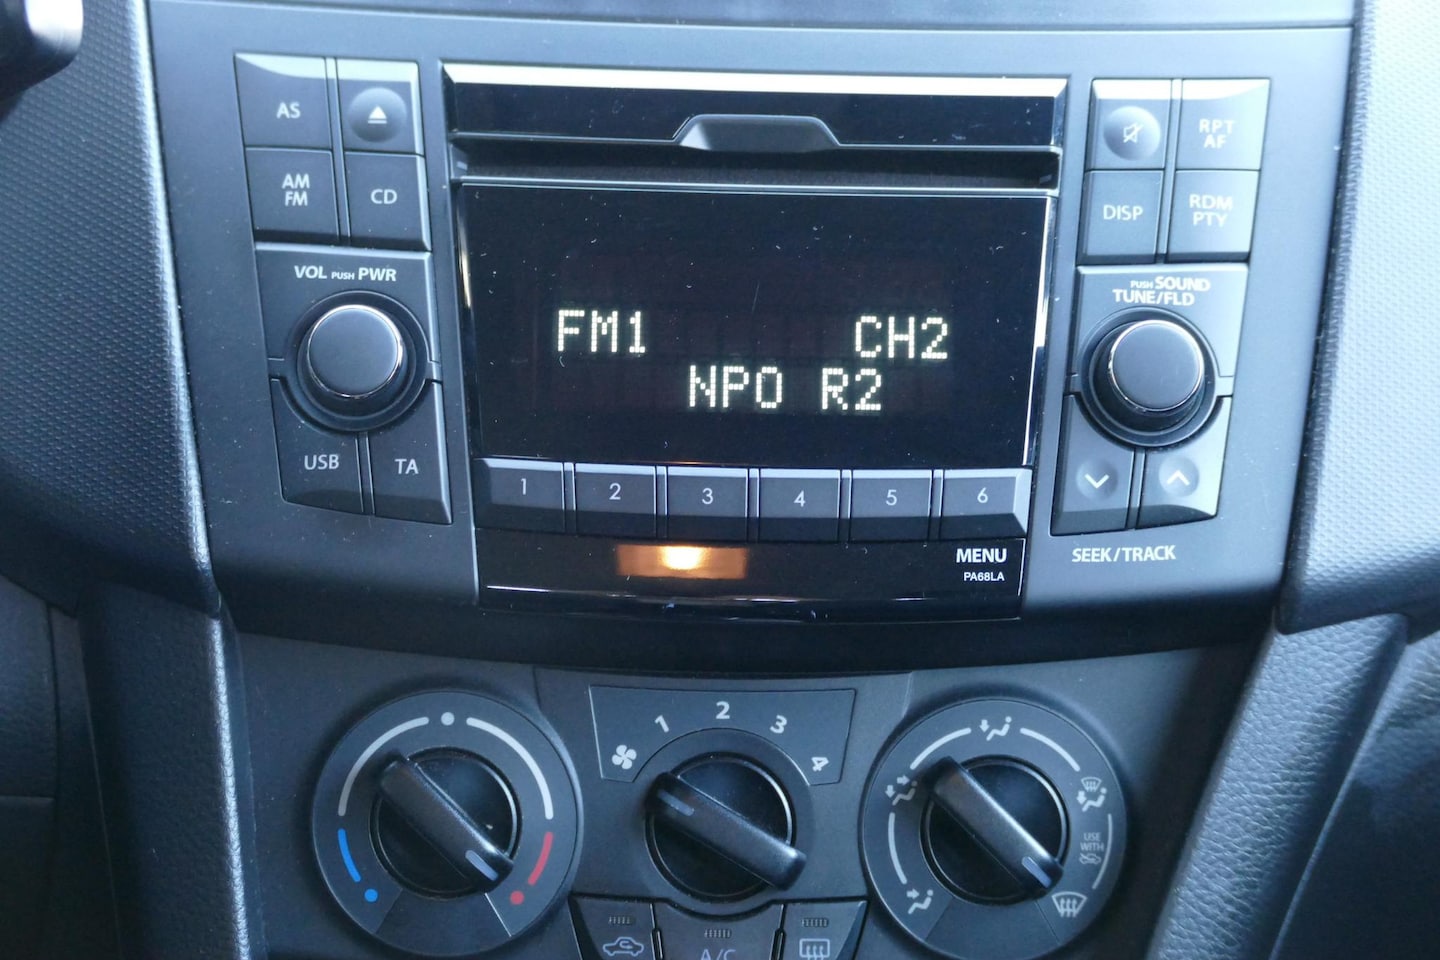 AS
AM
FM
CD
VOL PUSH PWR
USB
TA
FM1 CH2
NPO R2
1 2 3 4 5 6
MENU
PA68LA
RPT
AF
DISP
RDM
PTY
PUSH SOUND
TUNE/FLD
SEEK/TRACK
1 2 3 4
USE
WITH
A/C